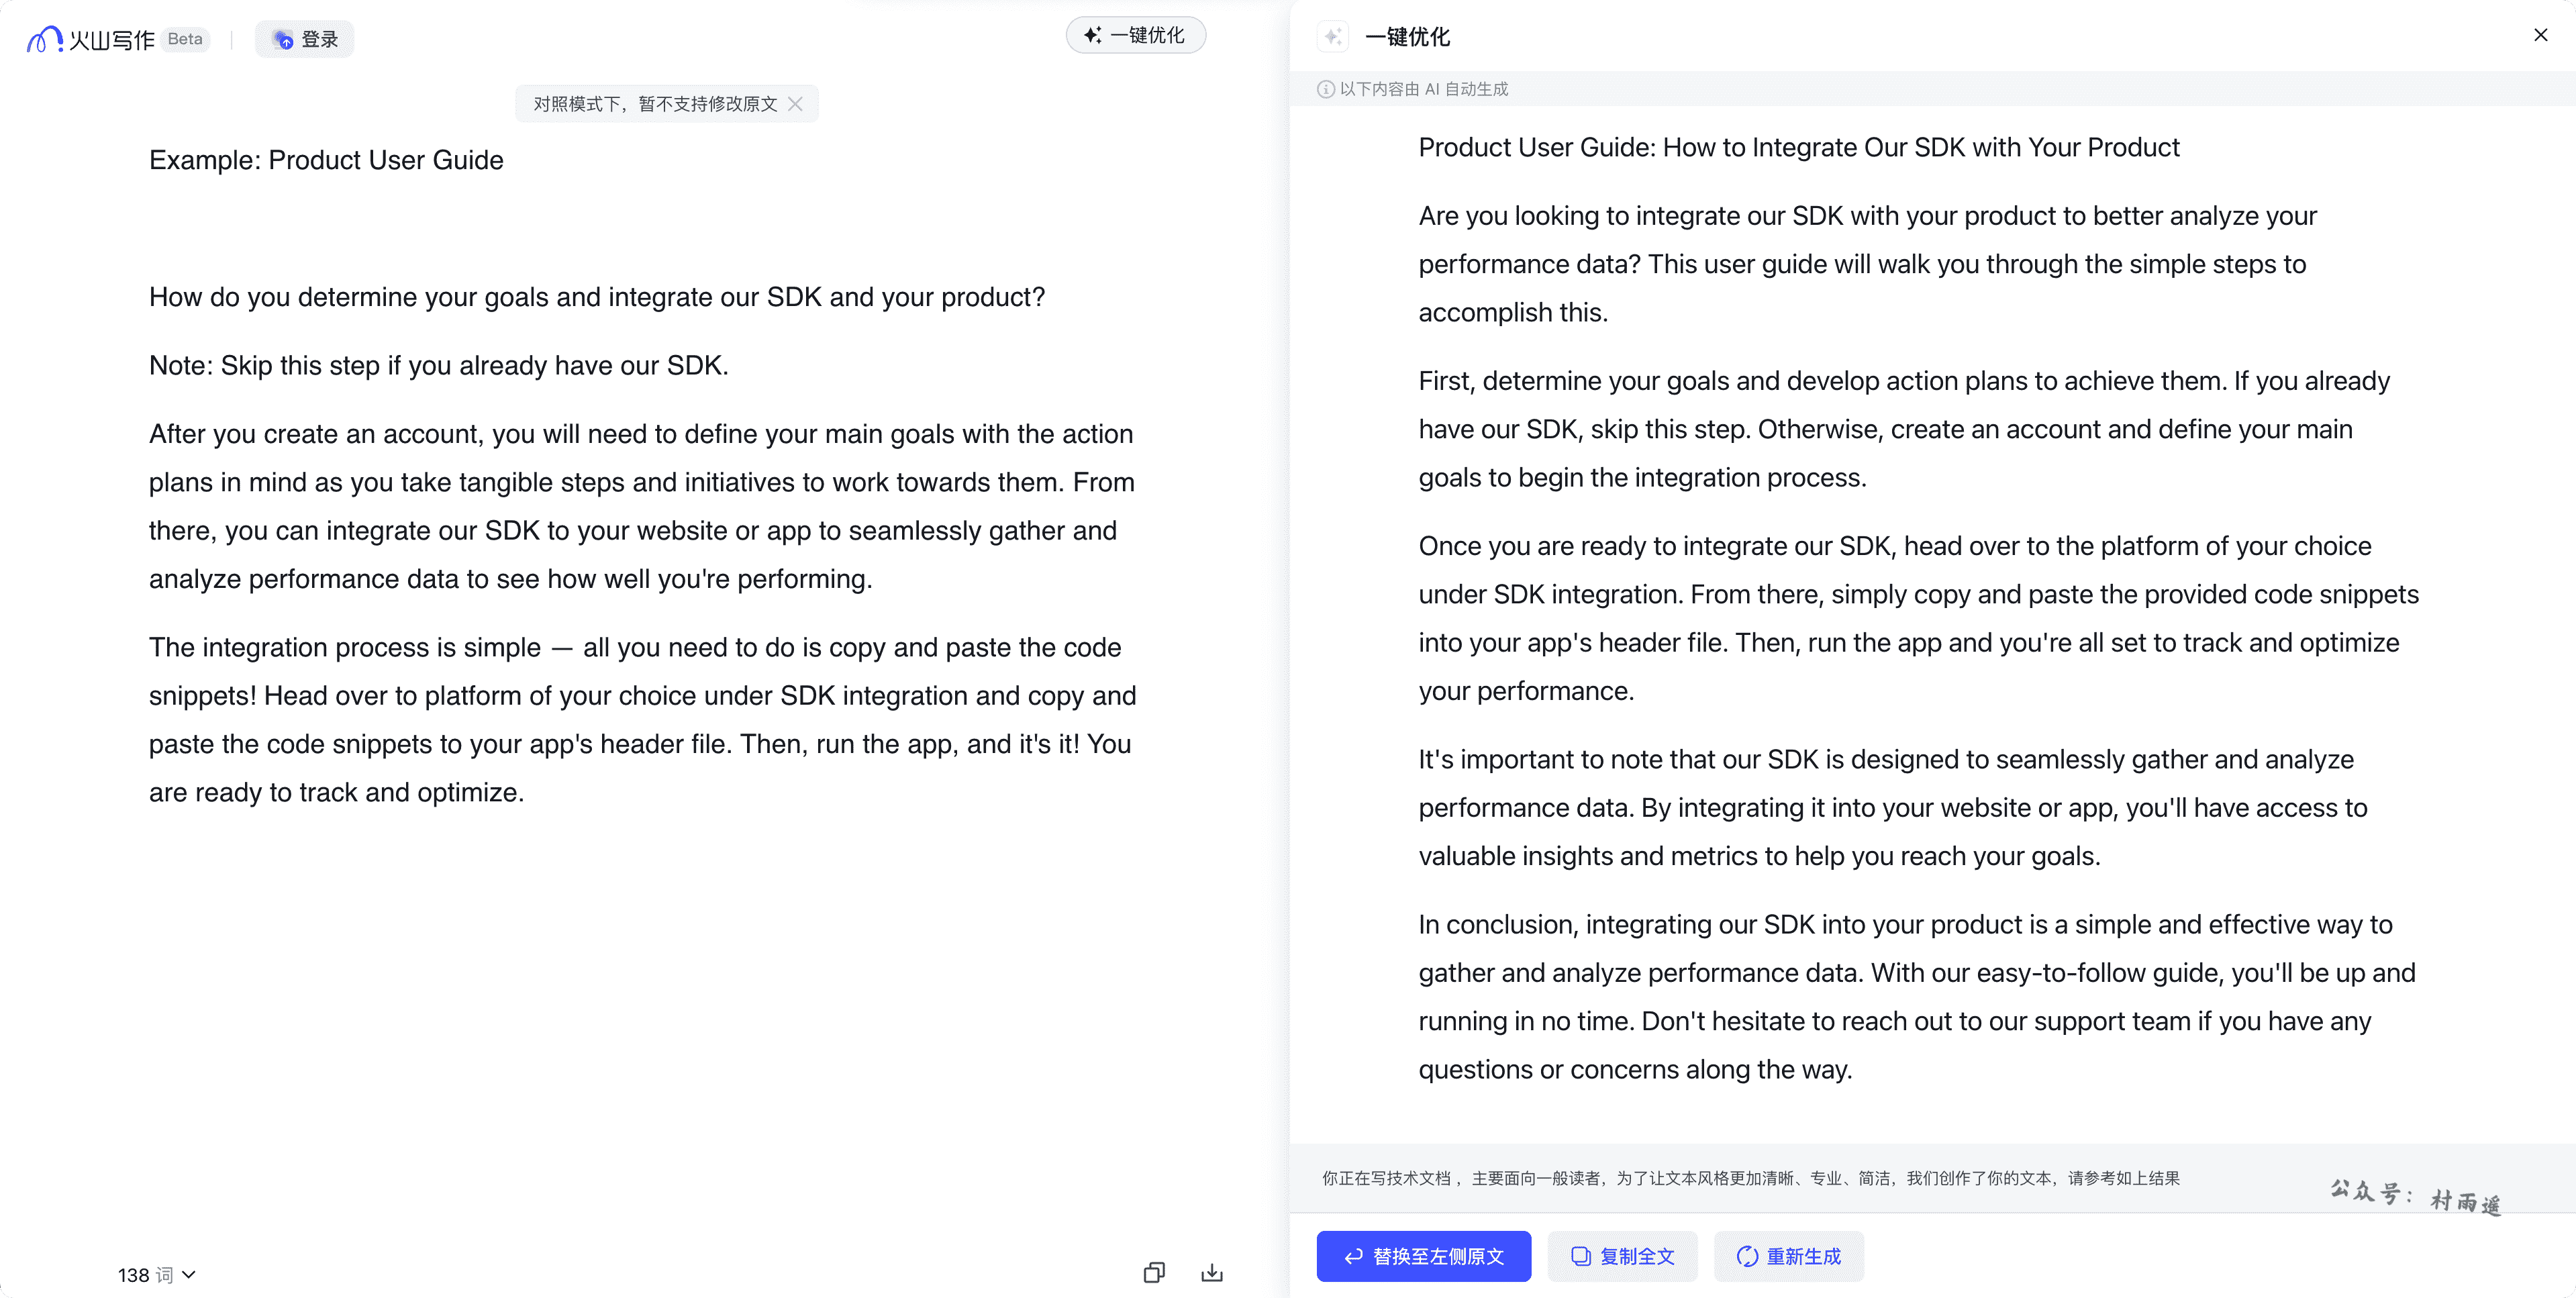 火山写作 Beta 登录 一键优化
对照模式下，暂不支持修改原文
Example: Product User Guide
How do you determine your goals and integrate our SDK and your product?
Note: Skip this step if you already have our SDK.
After you create an account, you will need to define your main goals with the action
plans in mind as you take tangible steps and initiatives to work towards them. From
there, you can integrate our SDK to your website or app to seamlessly gather and
analyze performance data to see how well you're performing.
The integration process is simple — all you need to do is copy and paste the code
snippets! Head over to platform of your choice under SDK integration and copy and
paste the code snippets to your app's header file. Then, run the app, and it's it! You
are ready to track and optimize.
138 词
一键优化
以下内容由 AI 自动生成
Product User Guide: How to Integrate Our SDK with Your Product
Are you looking to integrate our SDK with your product to better analyze your
performance data? This user guide will walk you through the simple steps to
accomplish this.
First, determine your goals and develop action plans to achieve them. If you already
have our SDK, skip this step. Otherwise, create an account and define your main
goals to begin the integration process.
Once you are ready to integrate our SDK, head over to the platform of your choice
under SDK integration. From there, simply copy and paste the provided code snippets
into your app's header file. Then, run the app and you're all set to track and optimize
your performance.
It's important to note that our SDK is designed to seamlessly gather and analyze
performance data. By integrating it into your website or app, you'll have access to
valuable insights and metrics to help you reach your goals.
In conclusion, integrating our SDK into your product is a simple and effective way to
gather and analyze performance data. With our easy-to-follow guide, you'll be up and
running in no time. Don't hesitate to reach out to our support team if you have any
questions or concerns along the way.
你正在写技术文档 ，主要面向一般读者，为了让文本风格更加清晰、专业、简洁，我们创作了你的文本，请参考如上结果
公众号：村雨遥
替换至左侧原文 复制全文 重新生成